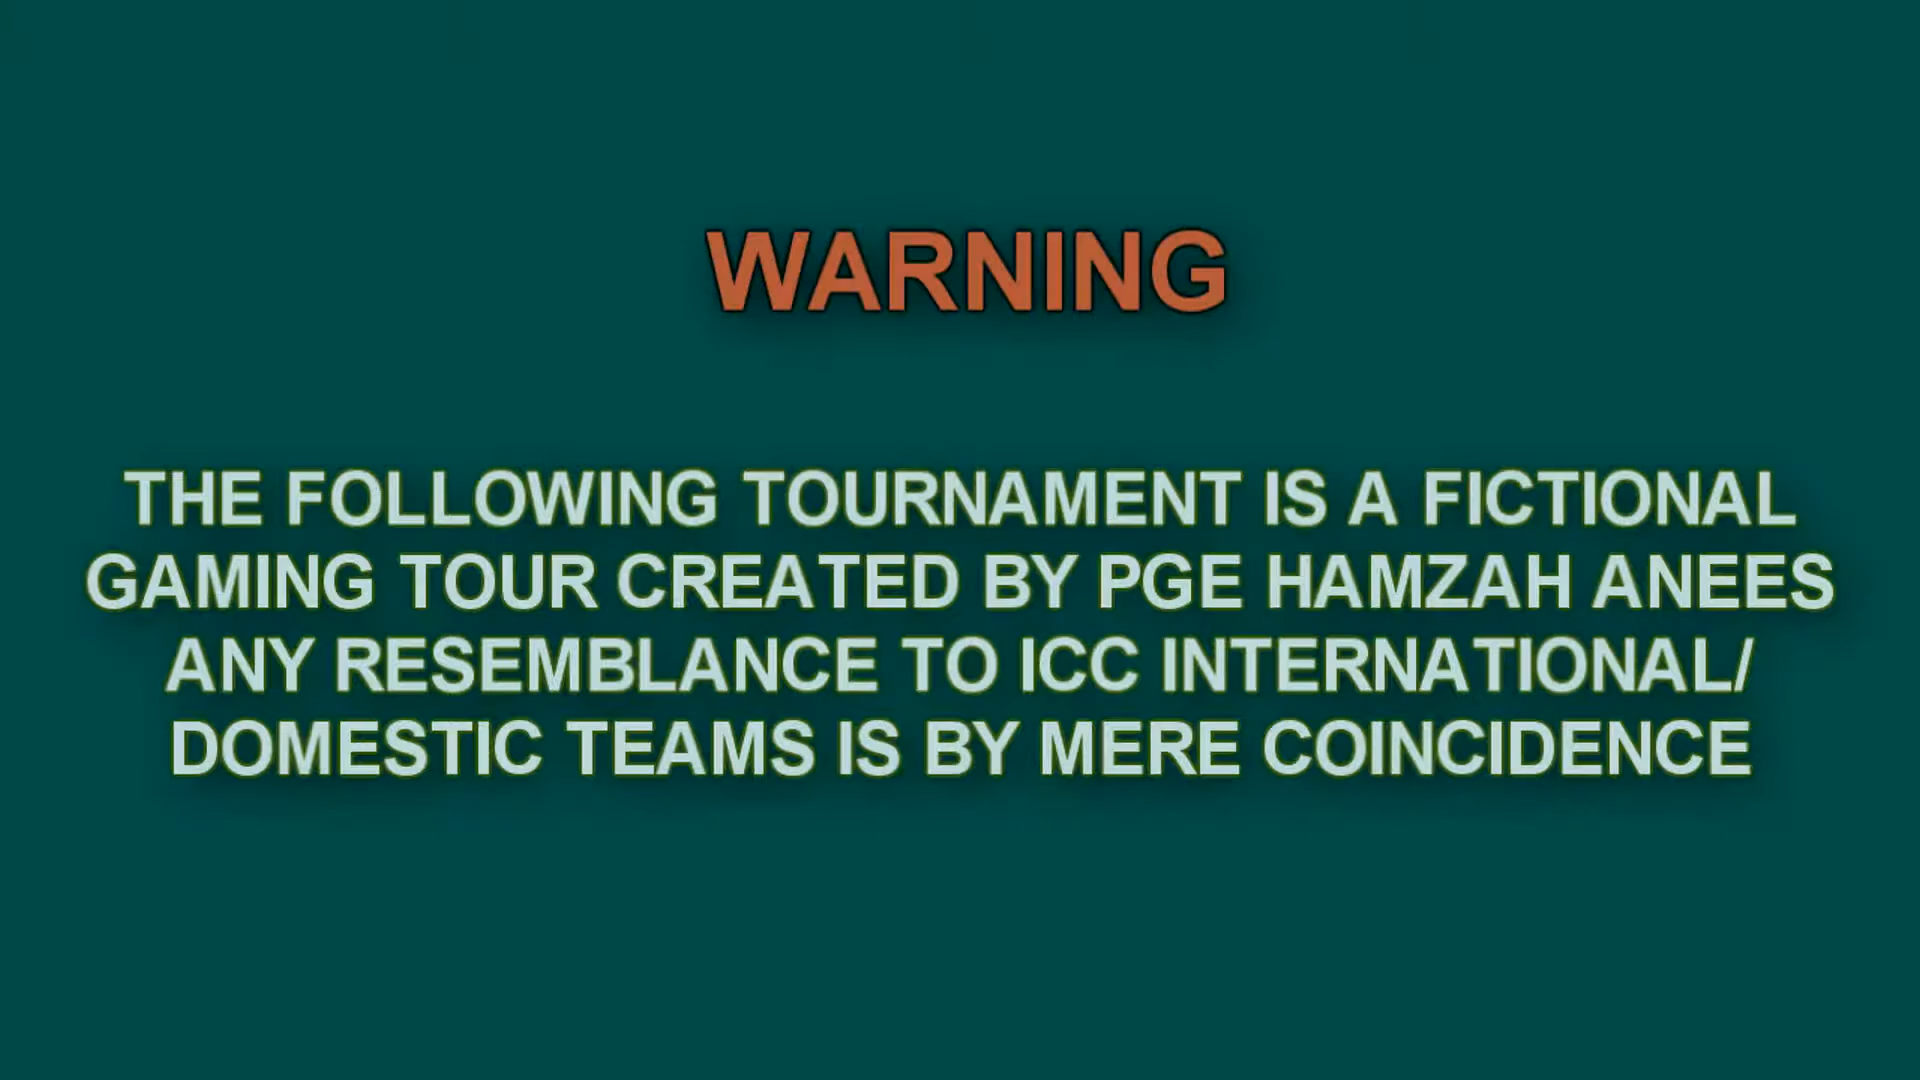 WARNING
THE FOLLOWING TOURNAMENT IS A FICTIONAL
GAMING TOUR CREATED BY PGE HAMZAH ANEES
ANY RESEMBLANCE TO ICC INTERNATIONAL/
DOMESTIC TEAMS IS BY MERE COINCIDENCE